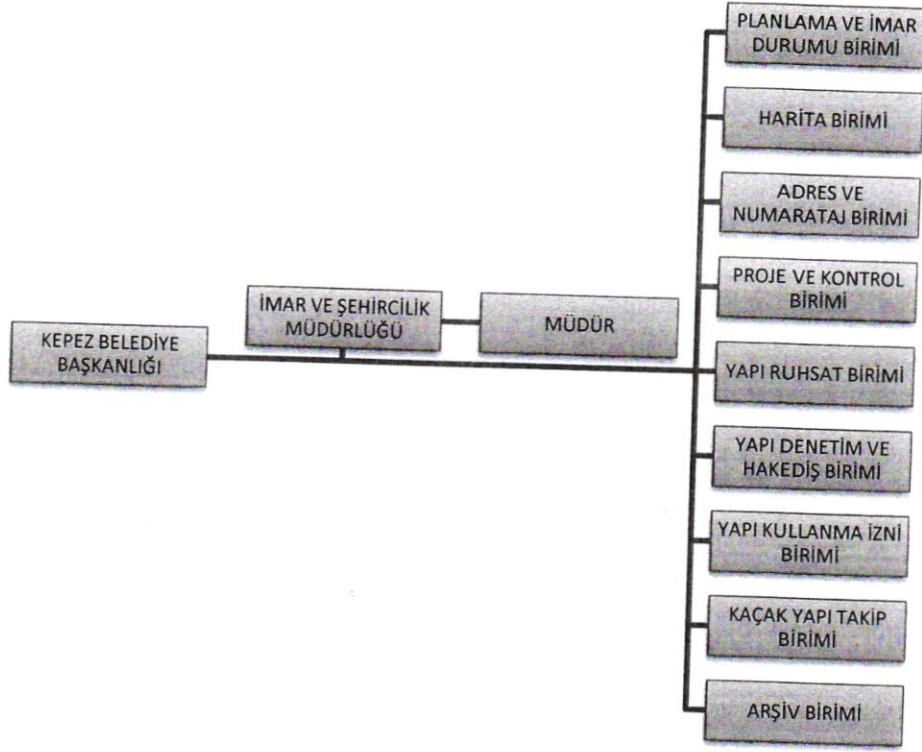 KEPEZ BELEDİYE
BAŞKANLIĞI
İMAR VE ŞEHİRCİLİK
MÜDÜRLÜĞÜ
MÜDÜR
PLANLAMA VE İMAR
DURUMU BİRİMİ
HARİTA BİRİMİ
ADRES VE
NUMARATAJ BİRİMİ
PROJE VE KONTROL
BİRİMİ
YAPI RUHSAT BİRİMİ
YAPI DENETİM VE
HAKEDİŞ BİRİMİ
YAPI KULLANMA İZNİ
BİRİMİ
KAÇAK YAPI TAKİP
BİRİMİ
ARŞİV BİRİMİ